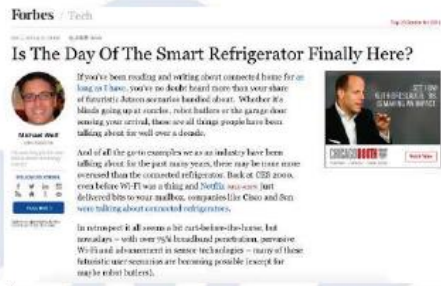 Forbes / Tech
Is The Day Of The Smart Refrigerator Finally Here?
If you've been reading and writing about connected home for as
long as I have, you've no doubt heard more than your share
of futuristic Jetson scenarios bandied about. Whether it's
blinds going up at sunrise, robot butlers or the garage door
sensing your arrival, these are all things people have been
talking about for well over a decade.
Michael Wolf
And of all the go-to examples we as an industry have been
talking about for the past many years, there may be none more
overused than the connected refrigerator. Back at CES 2000,
even before Wi-Fi was a thing and Netflix just
delivered bits to your mailbox, companies like Cisco and Sun
were talking about connected refrigerators.
In retrospect it all seems a bit cart-before-the-horse, but
nowadays – with over 75% broadband penetration, pervasive
Wi-Fi and advancement in sensor technologies – many of these
futuristic user scenarios are becoming possible (except for
maybe robot butlers).
IS MAKING AN IMPACT
CHICAGO BOOTH